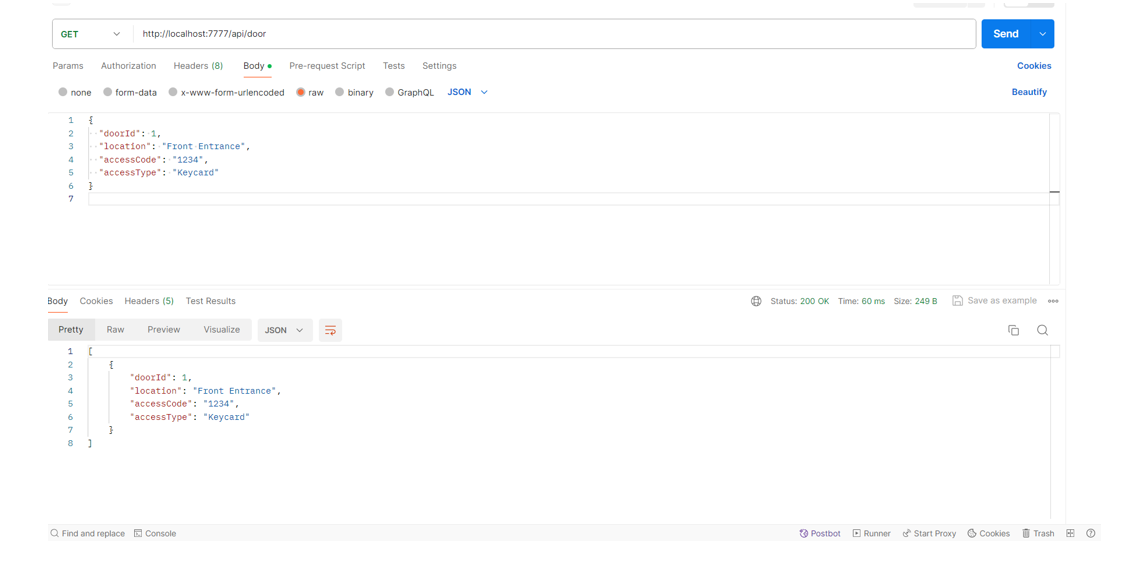 GET http://localhost:7777/api/door Send
Params Authorization Headers (8) Body Pre-request Script Tests Settings Cookies
none form-data x-www-form-urlencoded raw binary GraphQL JSON Beautify
1 {
2 "doorId": 1,
3 "location": "Front Entrance",
4 "accessCode": "1234",
5 "accessType": "Keycard"
6 }
7
Body Cookies Headers (5) Test Results Status: 200 OK Time: 60 ms Size: 249 B Save as example
Pretty Raw Preview Visualize JSON
1 [
2 {
3 "doorId": 1,
4 "location": "Front Entrance",
5 "accessCode": "1234",
6 "accessType": "Keycard"
7 }
8 ]
Find and replace Console Postbot Runner Start Proxy Cookies Trash